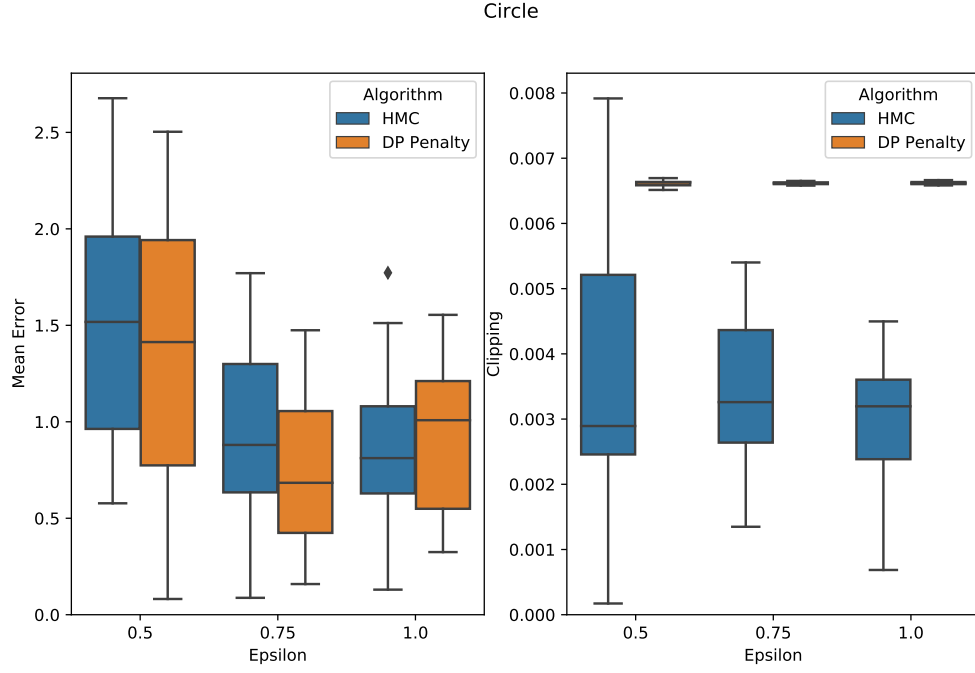 Circle
Mean Error
2.5
2.0
1.5
1.0
0.5
0.0
Algorithm
HMC
DP Penalty
0.5
0.75
1.0
Epsilon
Clipping
0.008
0.007
0.006
0.005
0.004
0.003
0.002
0.001
0.000
Algorithm
HMC
DP Penalty
0.5
0.75
1.0
Epsilon